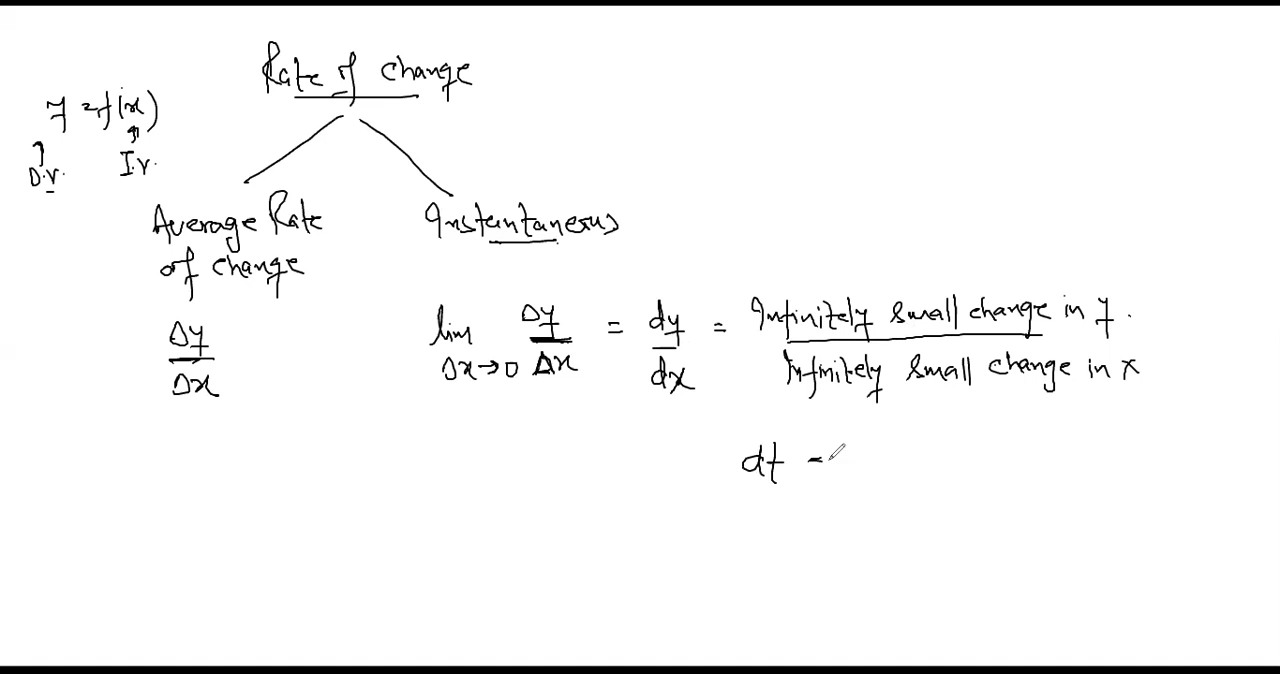 Rate of change
y = f(x)
D.V. I.V.
Average Rate
of change
Instantaneous
Δy
Δx
lim Δx→0 Δy/Δx = dy/dx = Infinitely small change in y.
Infinitely small change in x
dt =